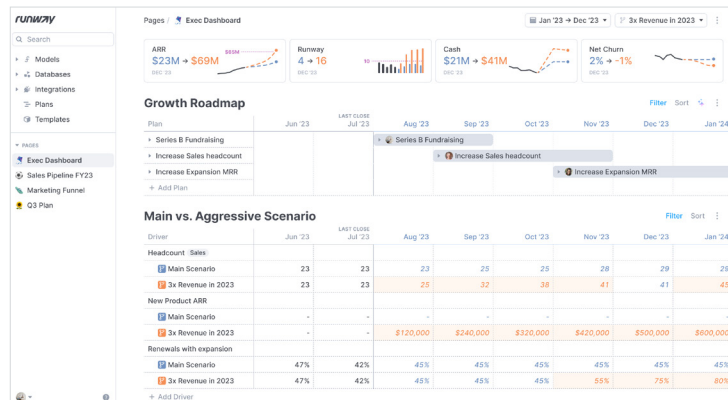 runway
Pages / Exec Dashboard
Jan '23 → Dec '23
3x Revenue in 2023
Search
Models
Databases
Integrations
Plans
Templates
PAGES
Exec Dashboard
Sales Pipeline FY23
Marketing Funnel
Q3 Plan
ARR
$23M → $69M
DEC '23
Runway
4 → 16
DEC '23
10
Cash
$21M → $41M
DEC '23
Net Churn
2% → -1%
DEC '23
Growth Roadmap
Filter Sort
LAST CLOSE
Plan Jun '23 Jul '23 Aug '23 Sep '23 Oct '23 Nov '23 Dec '23 Jan '24
Series B Fundraising Series B Fundraising
Increase Sales headcount Increase Sales headcount
Increase Expansion MRR Increase Expansion MRR
+ Add Plan
Main vs. Aggressive Scenario
Filter Sort
LAST CLOSE
Driver Jun '23 Jul '23 Aug '23 Sep '23 Oct '23 Nov '23 Dec '23 Jan '24
Headcount Sales
Main Scenario 23 23 23 25 25 28 29 29
3x Revenue in 2023 23 23 25 32 38 41 41 45
New Product ARR
Main Scenario - - - - - - - -
3x Revenue in 2023 - - $120,000 $240,000 $320,000 $420,000 $500,000 $600,000
Renewals with expansion
Main Scenario 47% 42% 45% 45% 45% 45% 45% 45%
3x Revenue in 2023 47% 42% 45% 45% 45% 55% 75% 80%
+ Add Driver